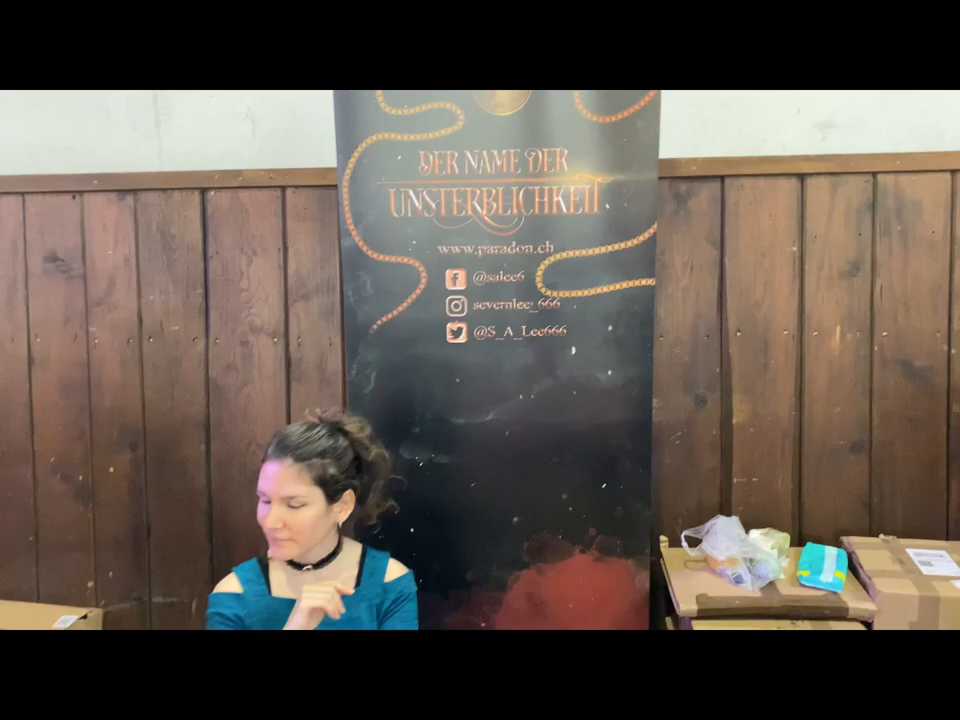 DER NAME DER
UNSTERBLICHKEIT
www.paradon.ch
@salee6
severnlee_666
@S_A_Lee666